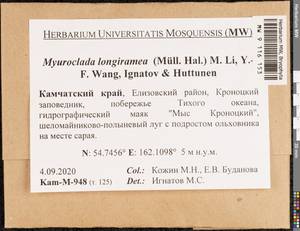 HERBARIUM UNIVERSITATIS MOSQUENSIS (MW)
Myuroclada longiramea (Müll. Hal.) M. Li, Y.-
F. Wang, Ignatov & Huttunen
Камчатский край, Елизовский район, Кроноцкий
заповедник, побережье Тихого океана,
гидрографический маяк "Мыс Кроноцкий",
шеломайниково-полыневый луг с подростом ольховника
на месте сарая.
N: 54.7456° E: 162.1098° 5 м н.у.м.
4.09.2020 Col.: Кожин М.Н., Е.В. Буданова
Kam-M-948 (т. 125) Det.: Игнатов М.С.
MW 9 116 153